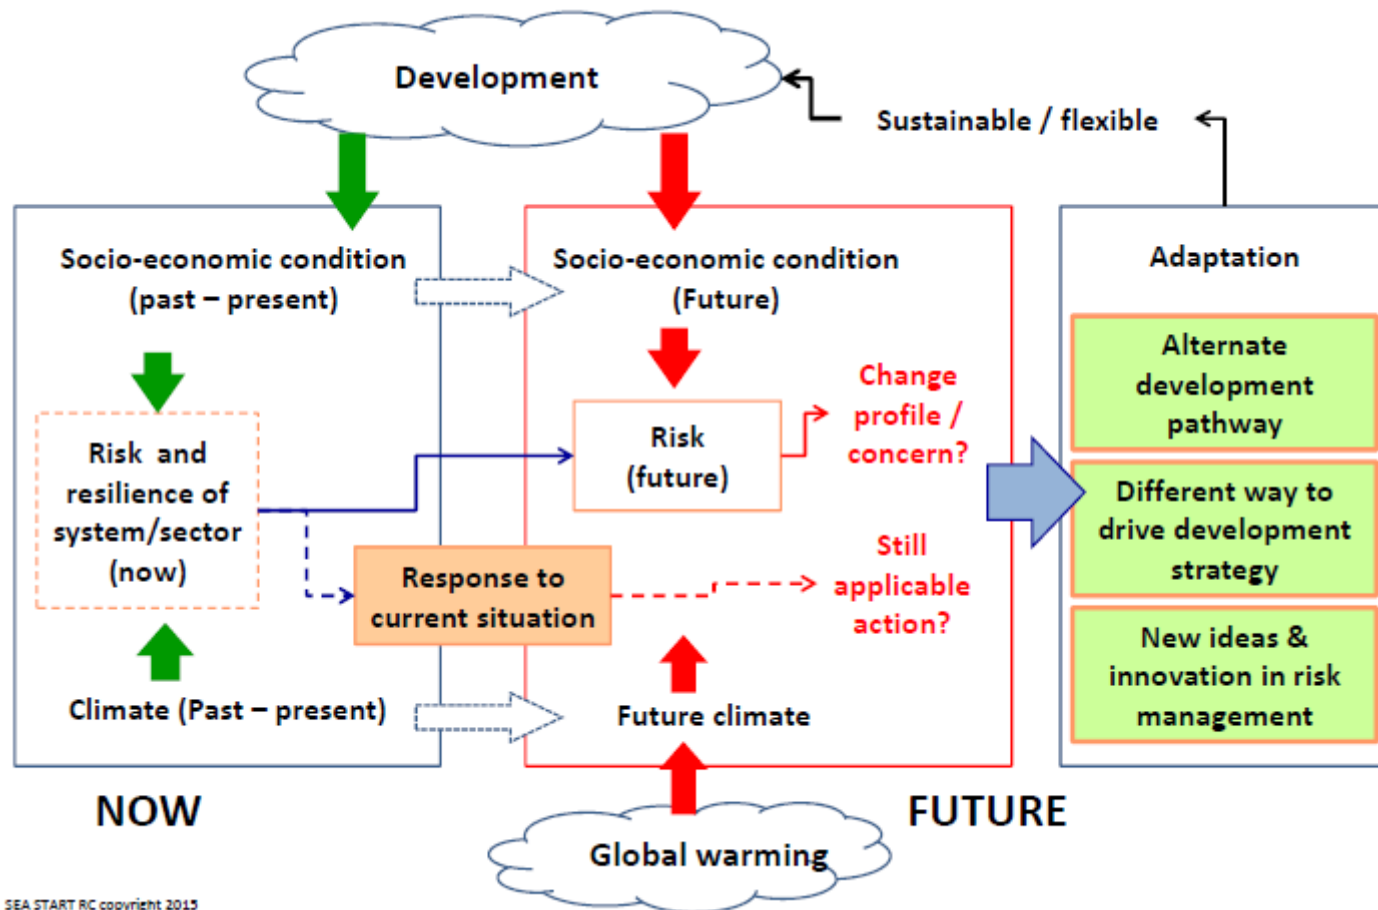 Development
Sustainable / flexible
Socio-economic condition
(past – present)
Risk and
resilience of
system/sector
(now)
Climate (Past – present)
Response to
current situation
Socio-economic condition
(Future)
Risk
(future)
Change
profile /
concern?
Still
applicable
action?
Future climate
Adaptation
Alternate
development
pathway
Different way to
drive development
strategy
New ideas &
innovation in risk
management
NOW
FUTURE
Global warming
SEA START RC copyright 2015